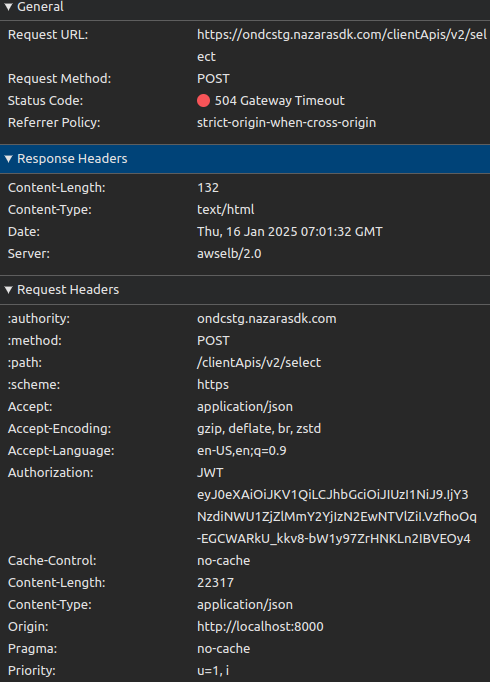 General
Request URL: https://ondcstg.nazarasdk.com/clientApis/v2/sel
ect
Request Method: POST
Status Code: 504 Gateway Timeout
Referrer Policy: strict-origin-when-cross-origin
Response Headers
Content-Length: 132
Content-Type: text/html
Date: Thu, 16 Jan 2025 07:01:32 GMT
Server: awselb/2.0
Request Headers
:authority: ondcstg.nazarasdk.com
:method: POST
:path: /clientApis/v2/select
:scheme: https
Accept: application/json
Accept-Encoding: gzip, deflate, br, zstd
Accept-Language: en-US,en;q=0.9
Authorization: JWT
eyJ0eXAiOiJKV1QiLCJhbGciOiJIUzI1NiJ9.IjY3
NzdiNWU1ZjZlMmY2YjIzN2EwNTVlZiI.VzfhoOq
-EGCWARkU_kkv8-bW1y97ZrHNKLn2IBVEOy4
Cache-Control: no-cache
Content-Length: 22317
Content-Type: application/json
Origin: http://localhost:8000
Pragma: no-cache
Priority: u=1, i